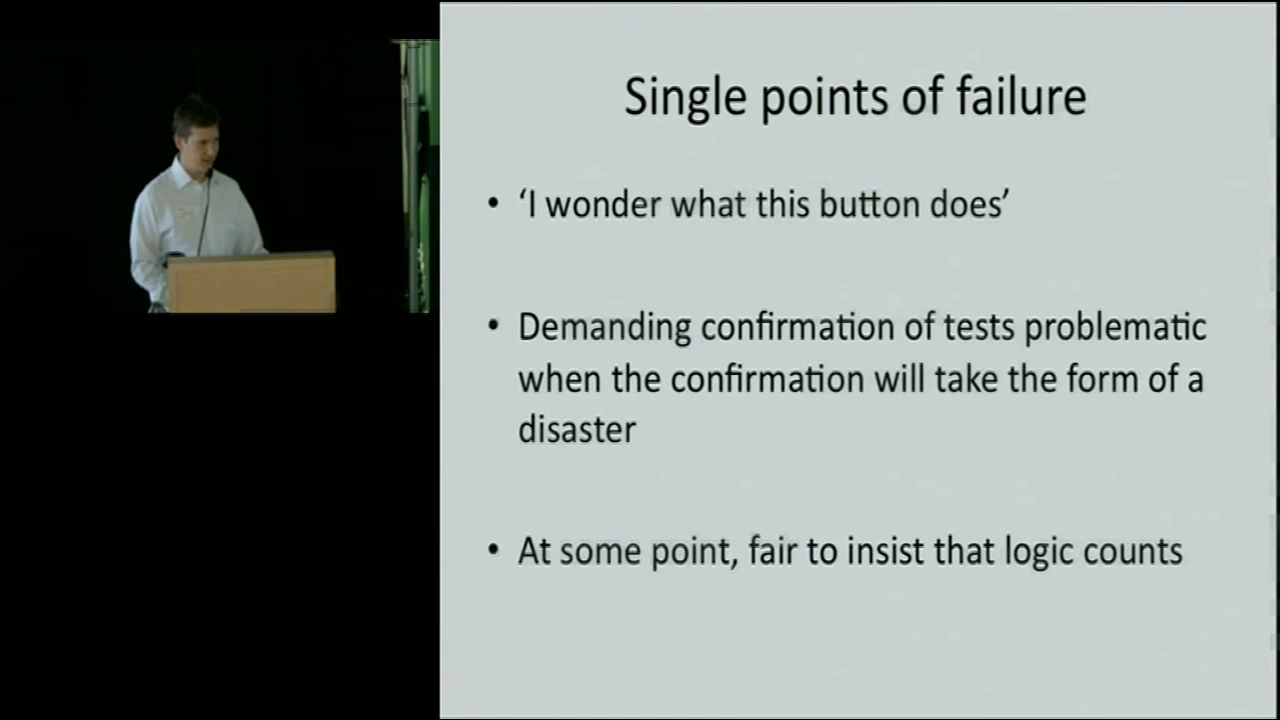 Single points of failure
• ‘I wonder what this button does’
• Demanding confirmation of tests problematic
when the confirmation will take the form of a
disaster
• At some point, fair to insist that logic counts